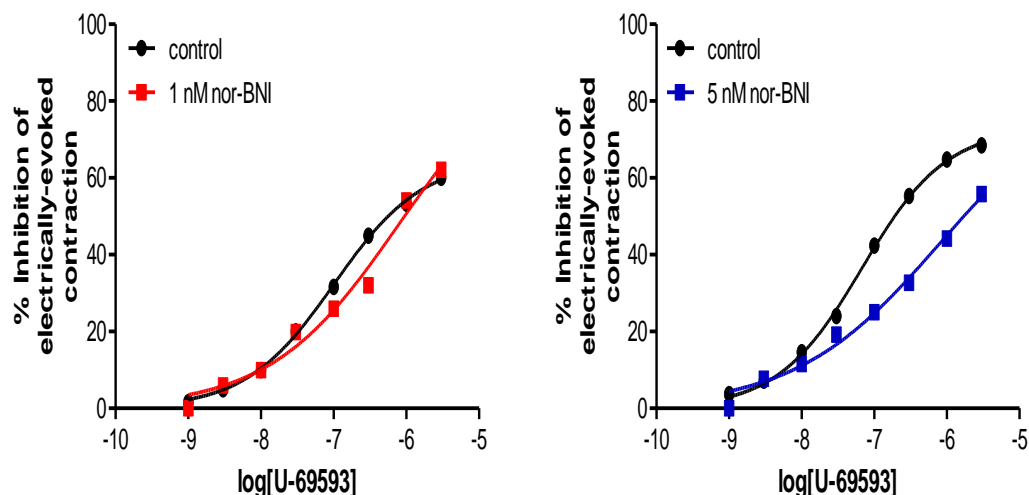 100
80
60
40
20
0
% Inhibition of
electrically-evoked
contraction
control
1 nM nor-BNI
-10
-9
-8
-7
-6
-5
log[U-69593]
100
80
60
40
20
0
% Inhibition of
electrically-evoked
contraction
control
5 nM nor-BNI
-10
-9
-8
-7
-6
-5
log[U-69593]